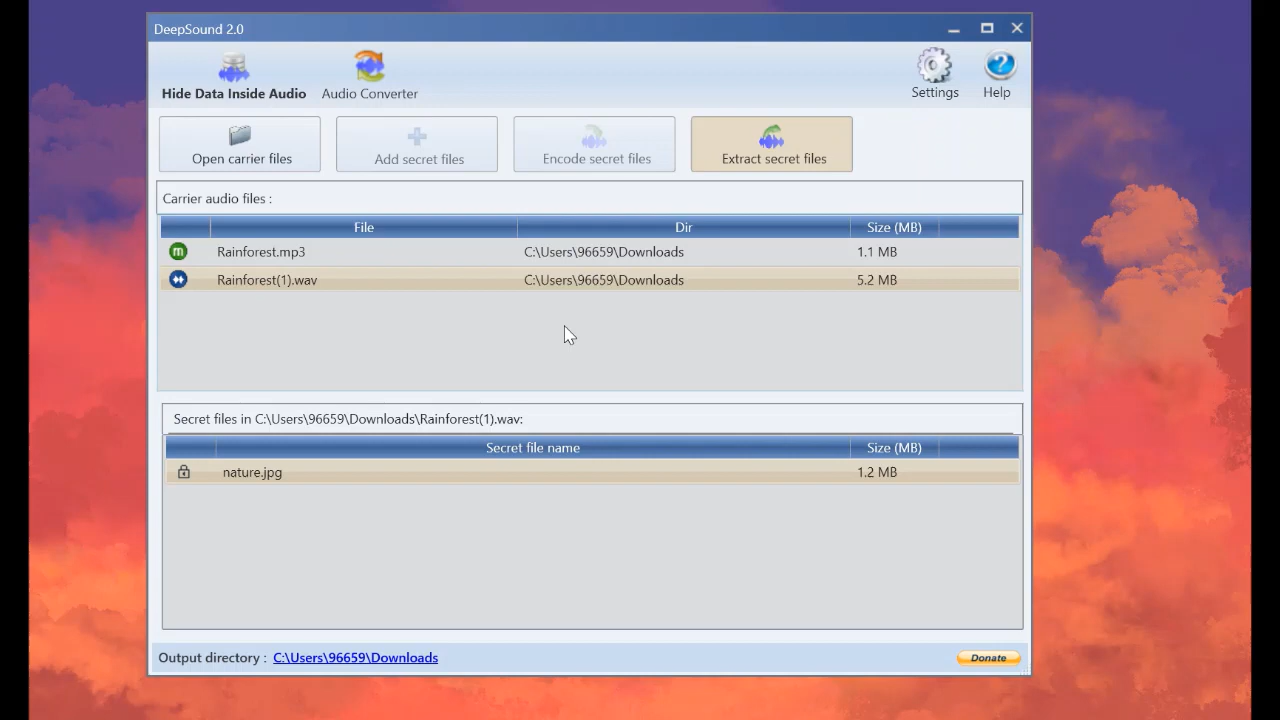 DeepSound 2.0
Hide Data Inside Audio
Audio Converter
Settings
Help
Open carrier files
Add secret files
Encode secret files
Extract secret files
Carrier audio files :
File Dir Size (MB)
Rainforest.mp3 C:\Users\96659\Downloads 1.1 MB
Rainforest(1).wav C:\Users\96659\Downloads 5.2 MB
Secret files in C:\Users\96659\Downloads\Rainforest(1).wav:
Secret file name Size (MB)
nature.jpg 1.2 MB
Output directory : C:\Users\96659\Downloads
Donate